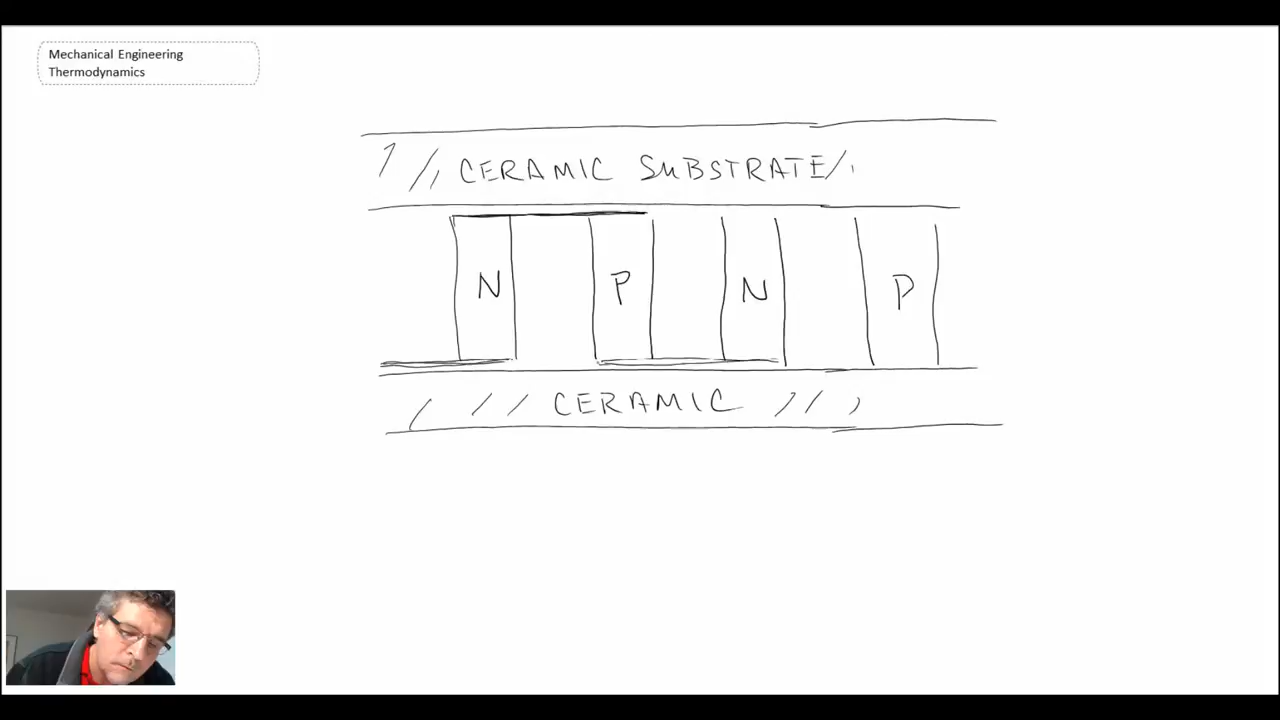 Mechanical Engineering
Thermodynamics
CERAMIC SUBSTRATE
N P N P
CERAMIC